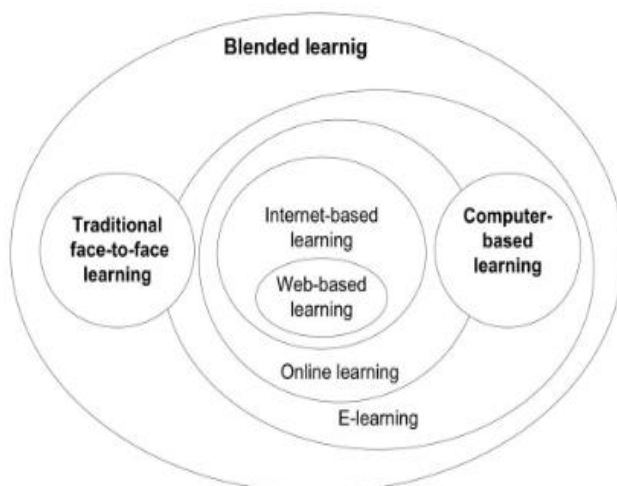 Blended learnig
Traditional
face-to-face
learning
Internet-based
learning
Web-based
learning
Computer-
based
learning
Online learning
E-learning